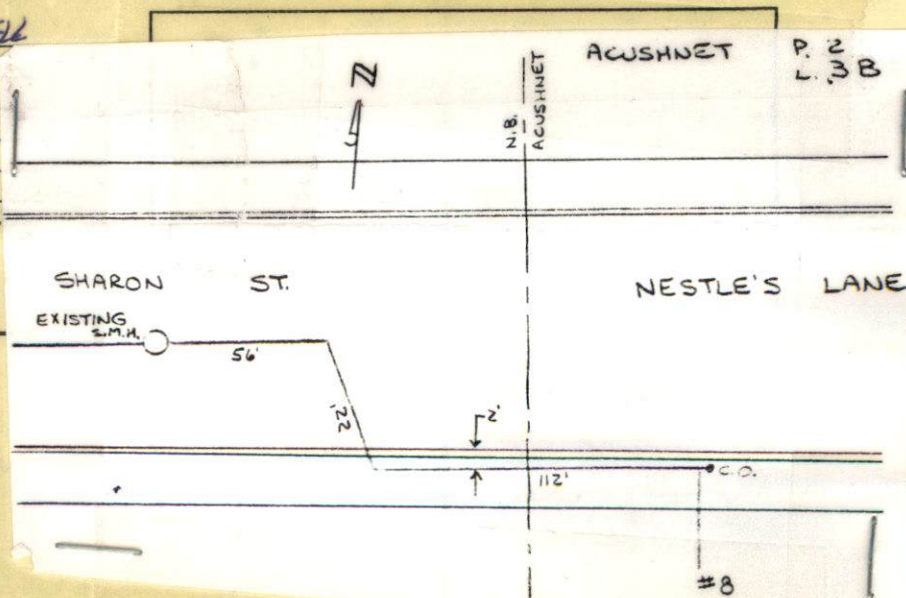 ACUSHNET
P. 2
L. 3B
N
N.B.
ACUSHNET
SHARON ST.
NESTLE'S LANE
EXISTING
S.M.H.
56'
22'
2'
112'
C.O.
#8